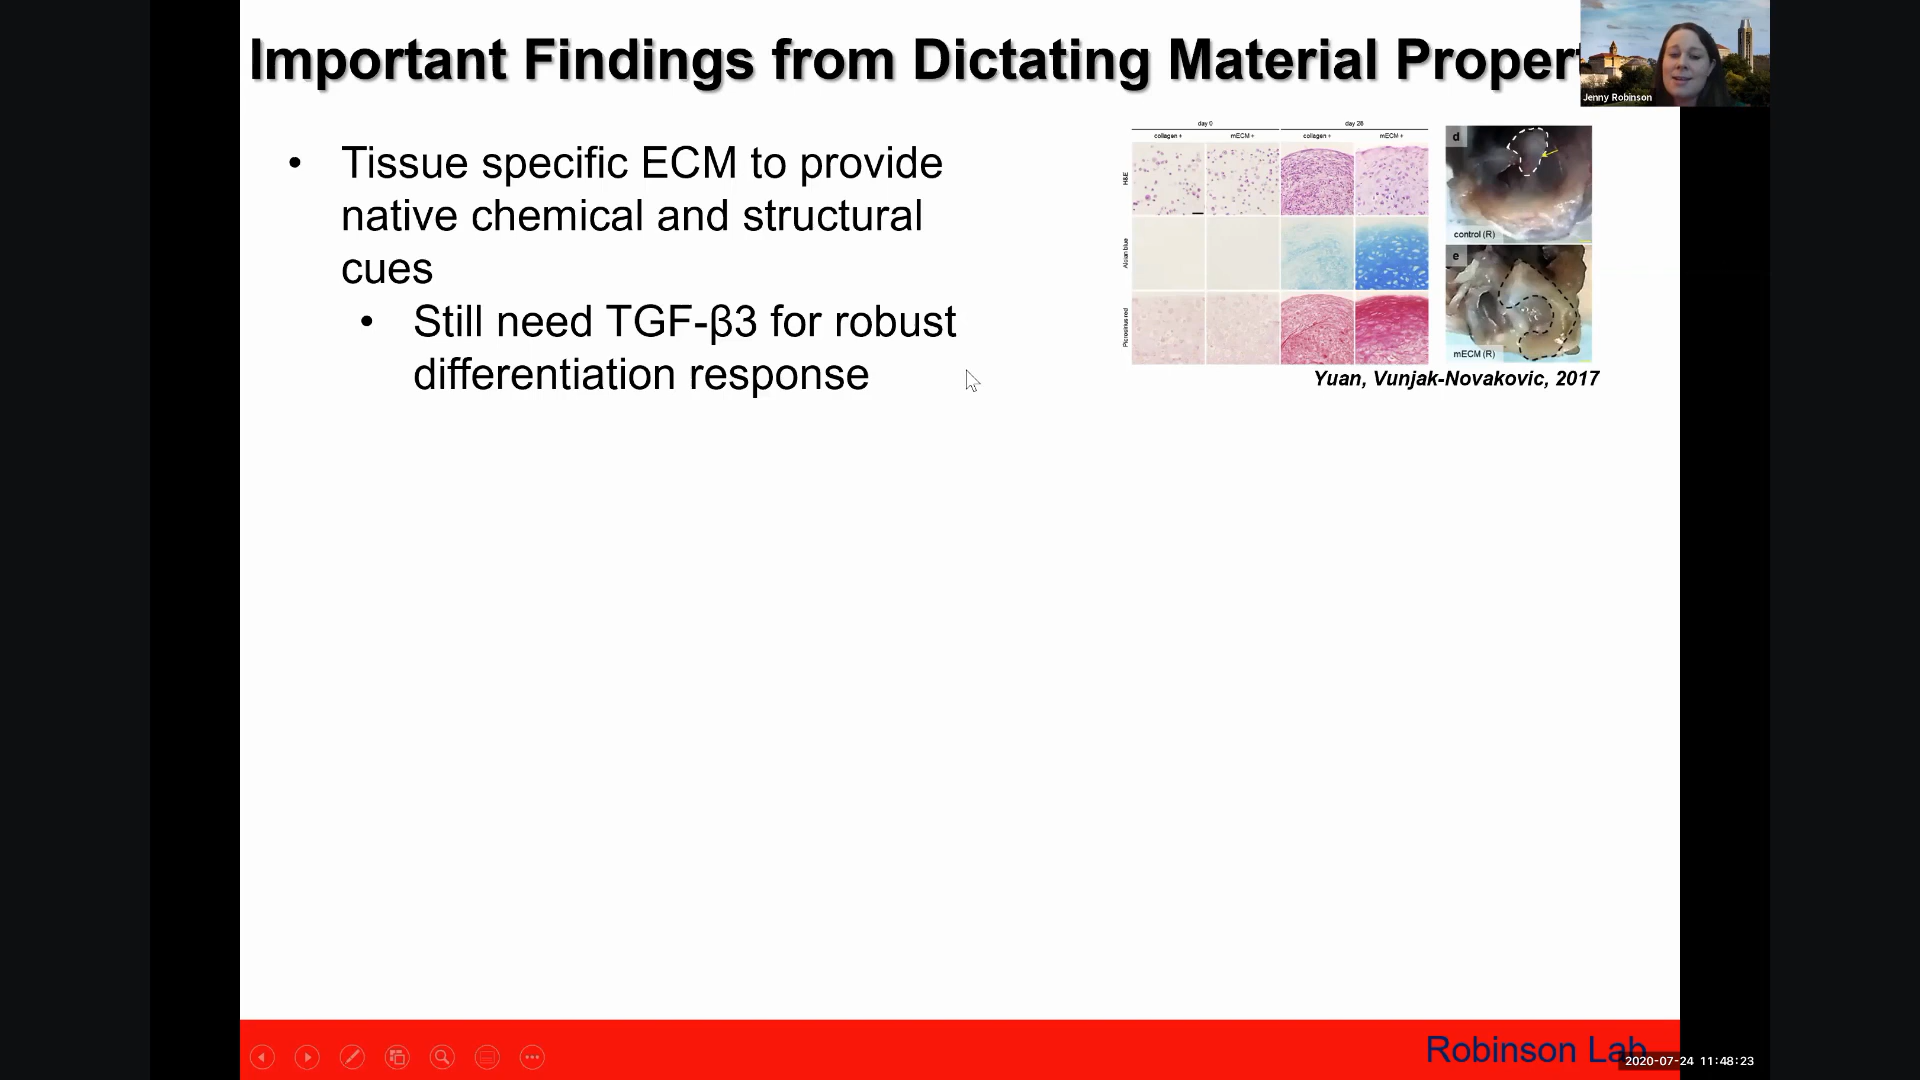 Important Findings from Dictating Material Propert
Jenny Robinson
• Tissue specific ECM to provide
native chemical and structural
cues
• Still need TGF-β3 for robust
differentiation response
day 0
day 28
collagen +
mECM +
collagen +
mECM +
H&E
Alcian blue
Picrosirius red
d
control (R)
e
mECM (R)
Yuan, Vunjak-Novakovic, 2017
Robinson Lab
2020-07-24 11:48:23